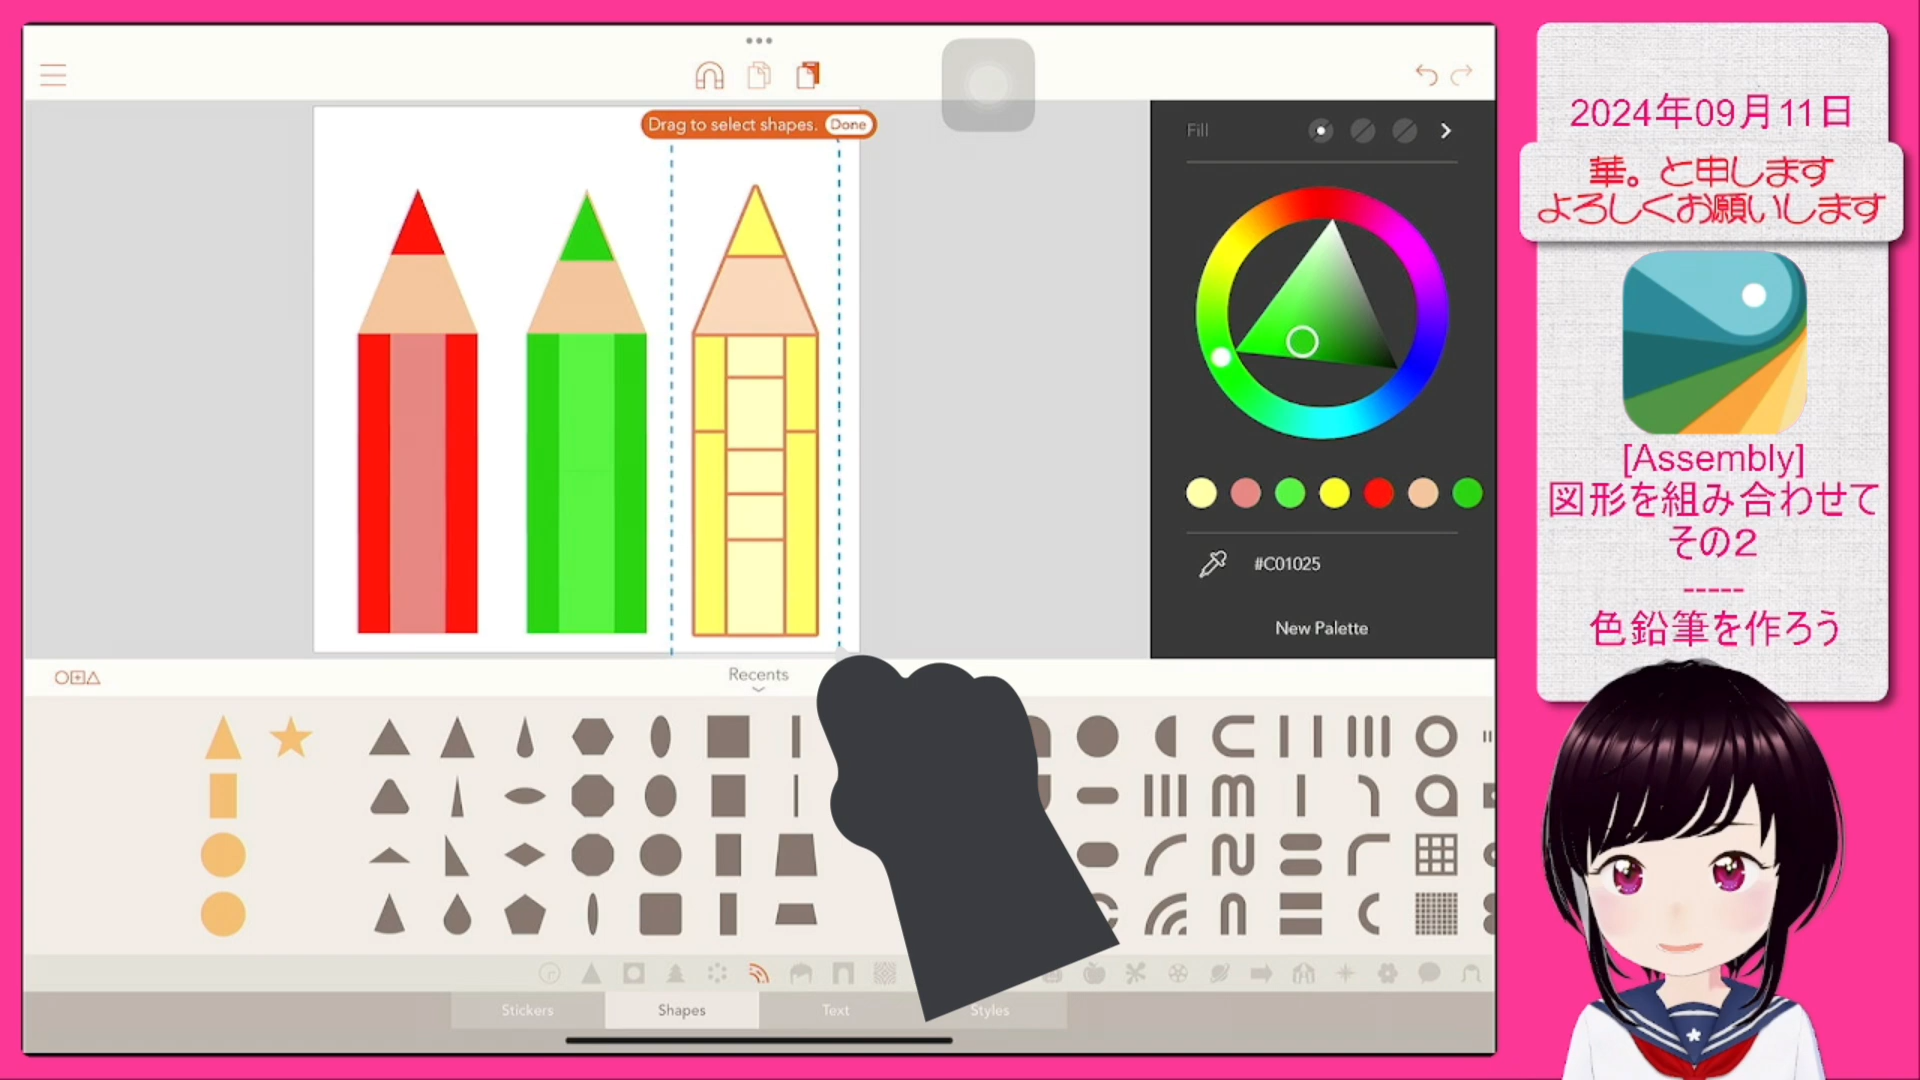 Drag to select shapes. Done
Fill
#C01025
New Palette
Recents
Stickers
Shapes
Text
Styles
2024年09月11日
華。と申します
よろしくお願いします
[Assembly]
図形を組み合わせて
その2
-----
色鉛筆を作ろう